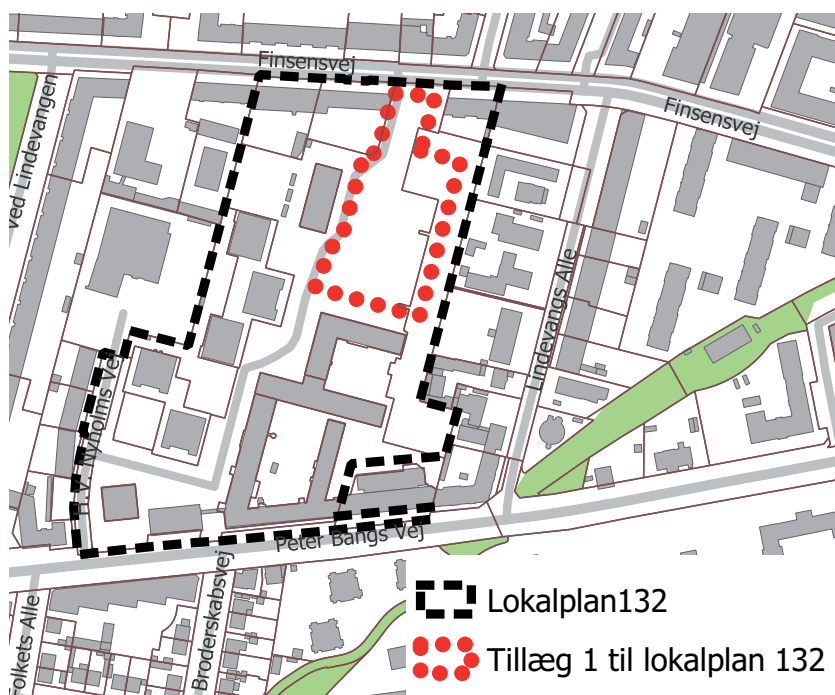 Finsensvej
Finsensvej
ved Lindevangen
Lindevangs Alle
m.v. Nyholms Vej
Peter Bangs Vej
Folkets Alle
Broderskabsvej
Lokalplan132
Tillæg 1 til lokalplan 132